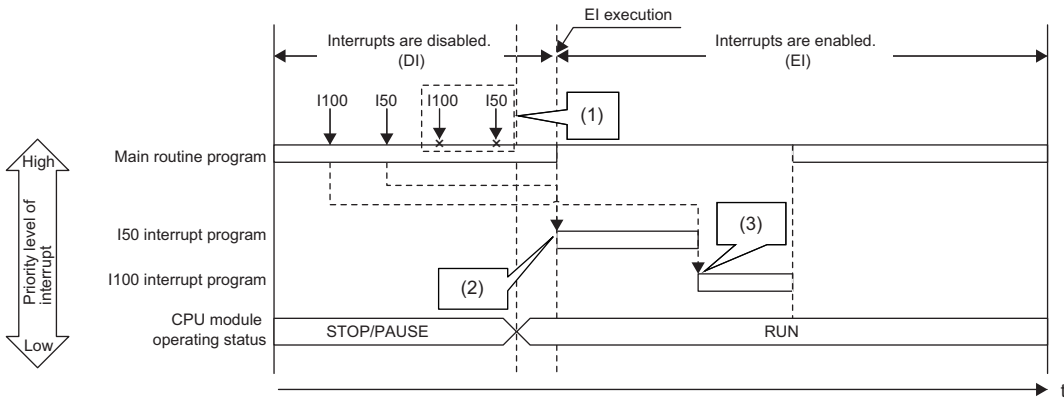 EI execution
Interrupts are disabled.
(DI)
Interrupts are enabled.
(EI)
I100
I50
I100
I50
(1)
High
Main routine program
Priority level of
interrupt
(3)
I50 interrupt program
(2)
I100 interrupt program
CPU module
operating status
STOP/PAUSE
RUN
Low
t